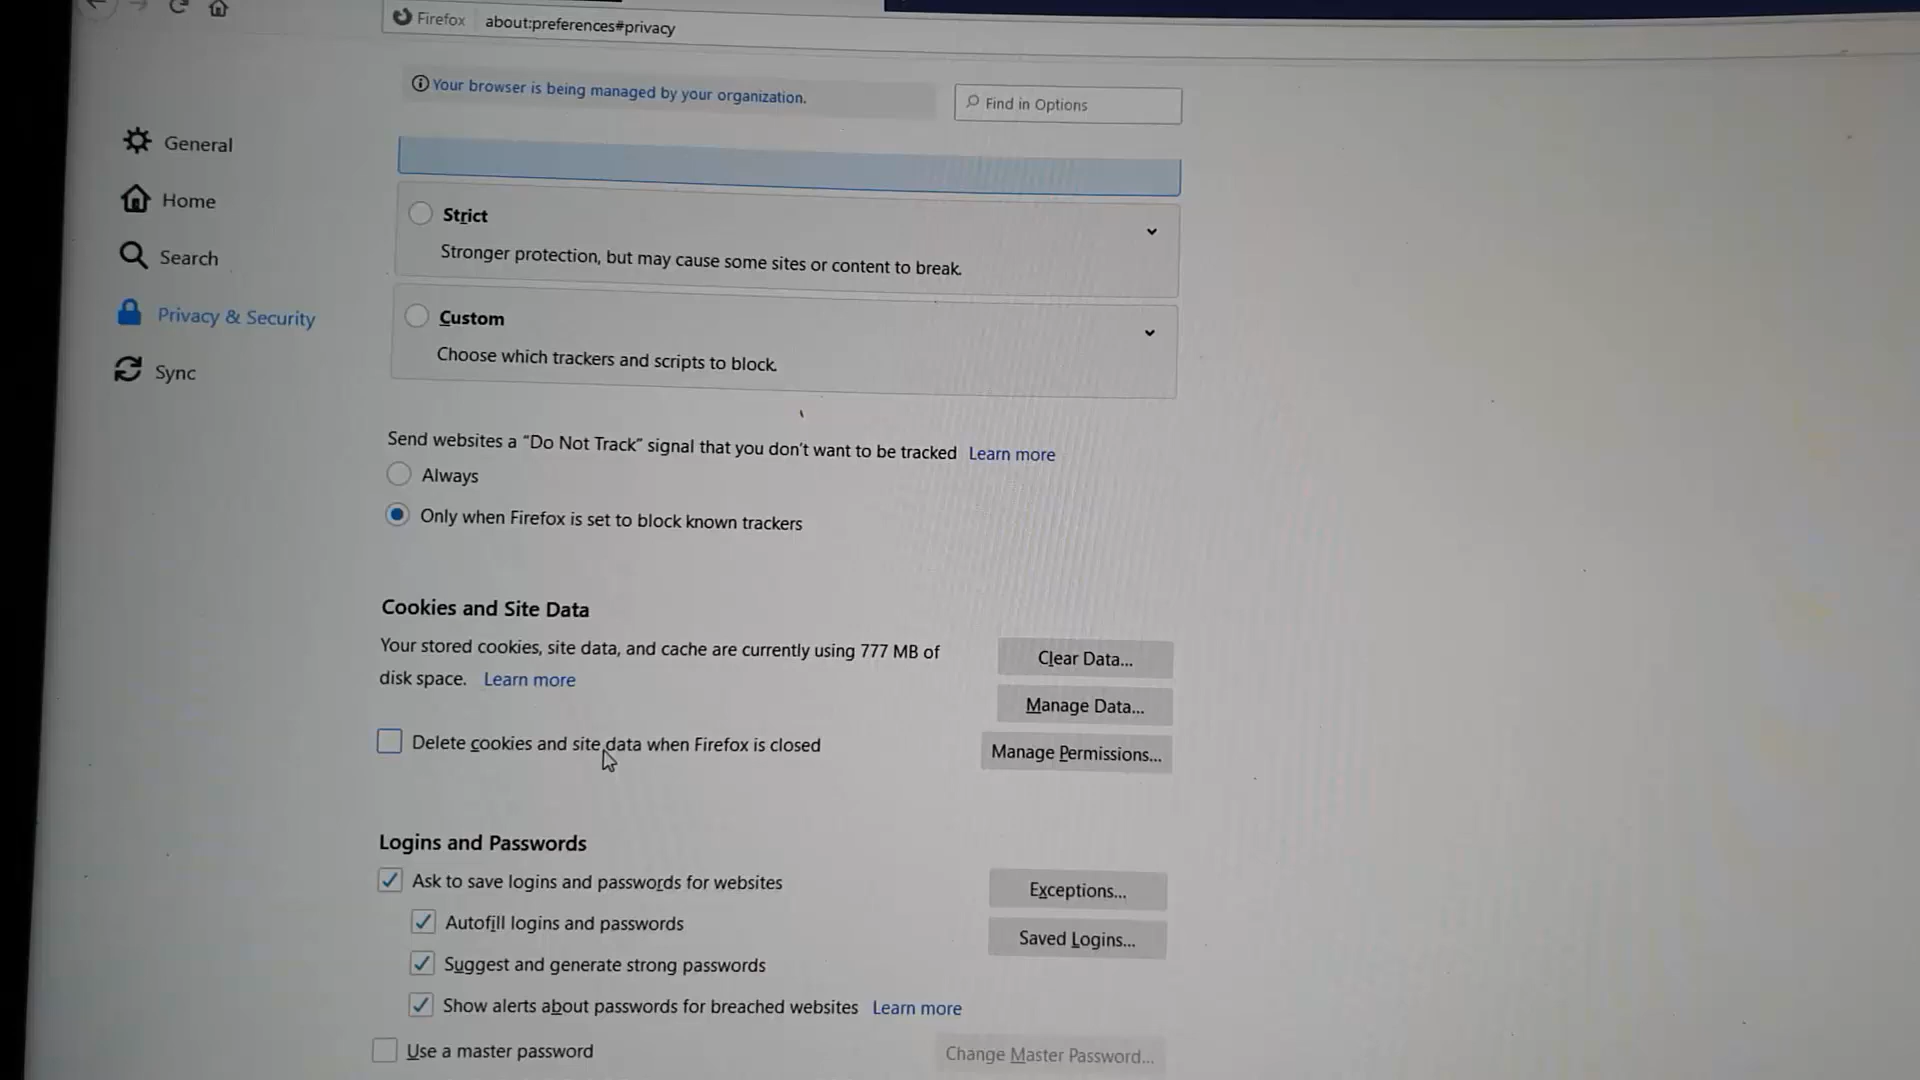 Firefox about:preferences#privacy
Your browser is being managed by your organization.
Find in Options
General
Home
Search
Privacy & Security
Sync
Strict
Stronger protection, but may cause some sites or content to break.
Custom
Choose which trackers and scripts to block.
Send websites a “Do Not Track” signal that you don’t want to be tracked Learn more
Always
Only when Firefox is set to block known trackers
Cookies and Site Data
Your stored cookies, site data, and cache are currently using 777 MB of
disk space. Learn more
Clear Data...
Manage Data...
Delete cookies and site data when Firefox is closed
Manage Permissions...
Logins and Passwords
Ask to save logins and passwords for websites
Exceptions...
Autofill logins and passwords
Saved Logins...
Suggest and generate strong passwords
Show alerts about passwords for breached websites Learn more
Use a master password
Change Master Password...